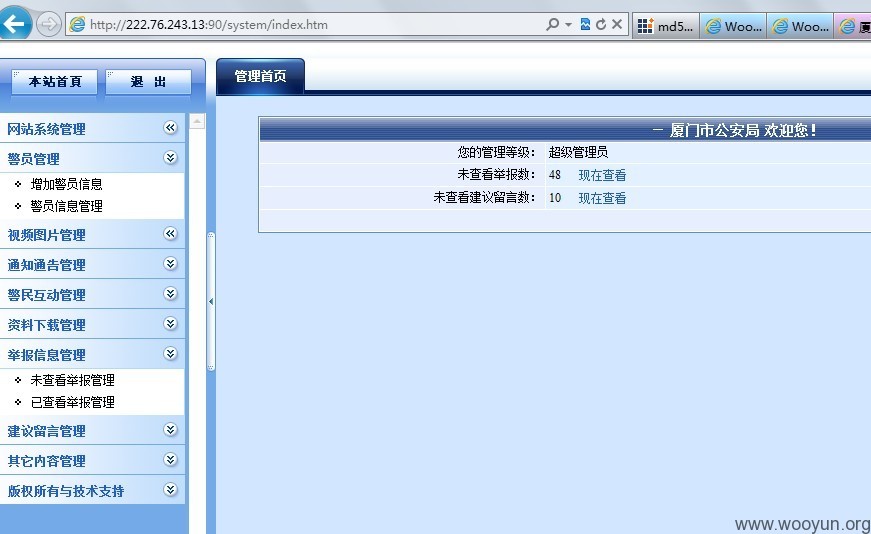 http://222.76.243.13:90/system/index.htm
md5...
Woo...
Woo...
本站首頁
退 出
管理首页
网站系统管理
警员管理
增加警员信息
警员信息管理
视频图片管理
通知通告管理
警民互动管理
资料下载管理
举报信息管理
未查看举报管理
已查看举报管理
建议留言管理
其它内容管理
版权所有与技术支持
－ 厦门市公安局 欢迎您！
您的管理等级： 超级管理员
未查看举报数： 48 现在查看
未查看建议留言数： 10 现在查看
www.wooyun.org